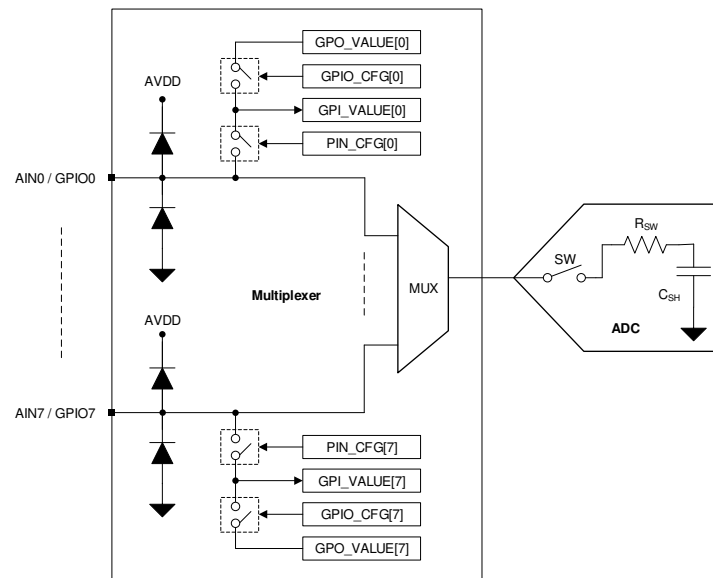 GPO_VALUE[0]
GPIO_CFG[0]
AVDD
GPI_VALUE[0]
PIN_CFG[0]
AIN0 / GPIO0
RSW
SW
MUX
Multiplexer
CSH
AVDD
ADC
AIN7 / GPIO7
PIN_CFG[7]
GPI_VALUE[7]
GPIO_CFG[7]
GPO_VALUE[7]